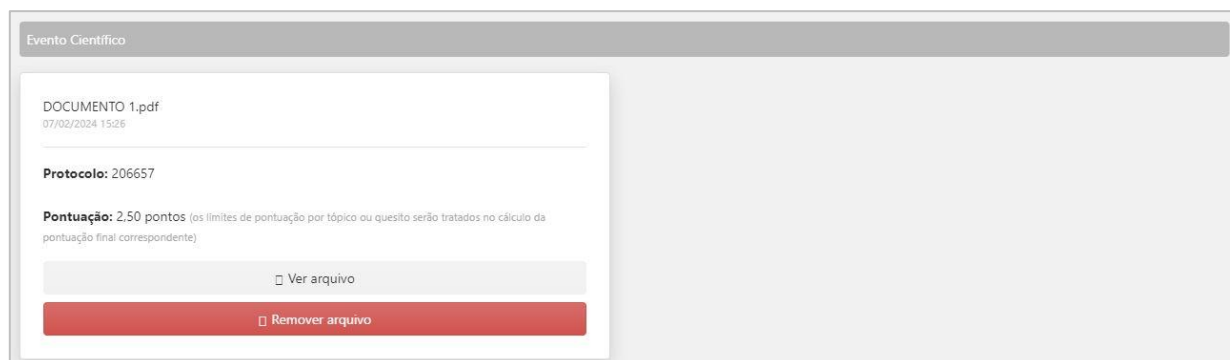 Evento Científico
DOCUMENTO 1.pdf
07/02/2024 15:26
Protocolo: 206657
Pontuação: 2,50 pontos (os limites de pontuação por tópico ou quesito serão tratados no cálculo da
pontuação final correspondente)
Ver arquivo
Remover arquivo